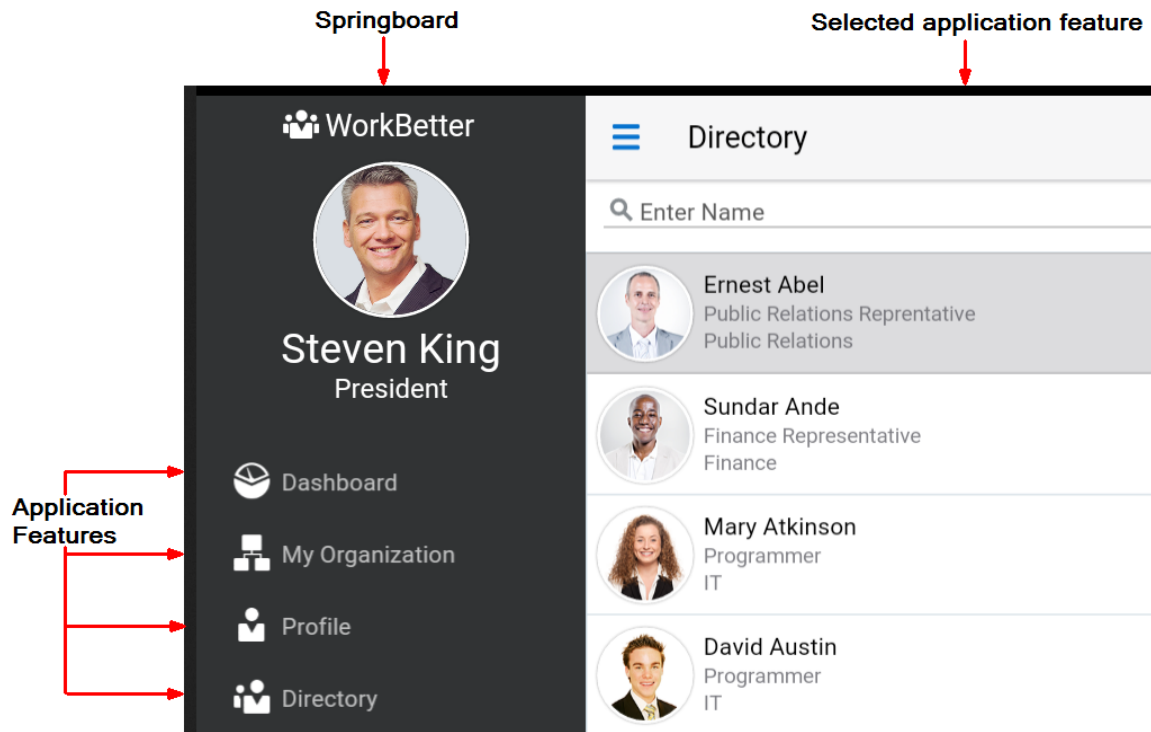 Springboard
Selected application feature
WorkBetter
Steven King
President
Application
Features
Dashboard
My Organization
Profile
Directory
Directory
Enter Name
Ernest Abel
Public Relations Reprentative
Public Relations
Sundar Ande
Finance Representative
Finance
Mary Atkinson
Programmer
IT
David Austin
Programmer
IT